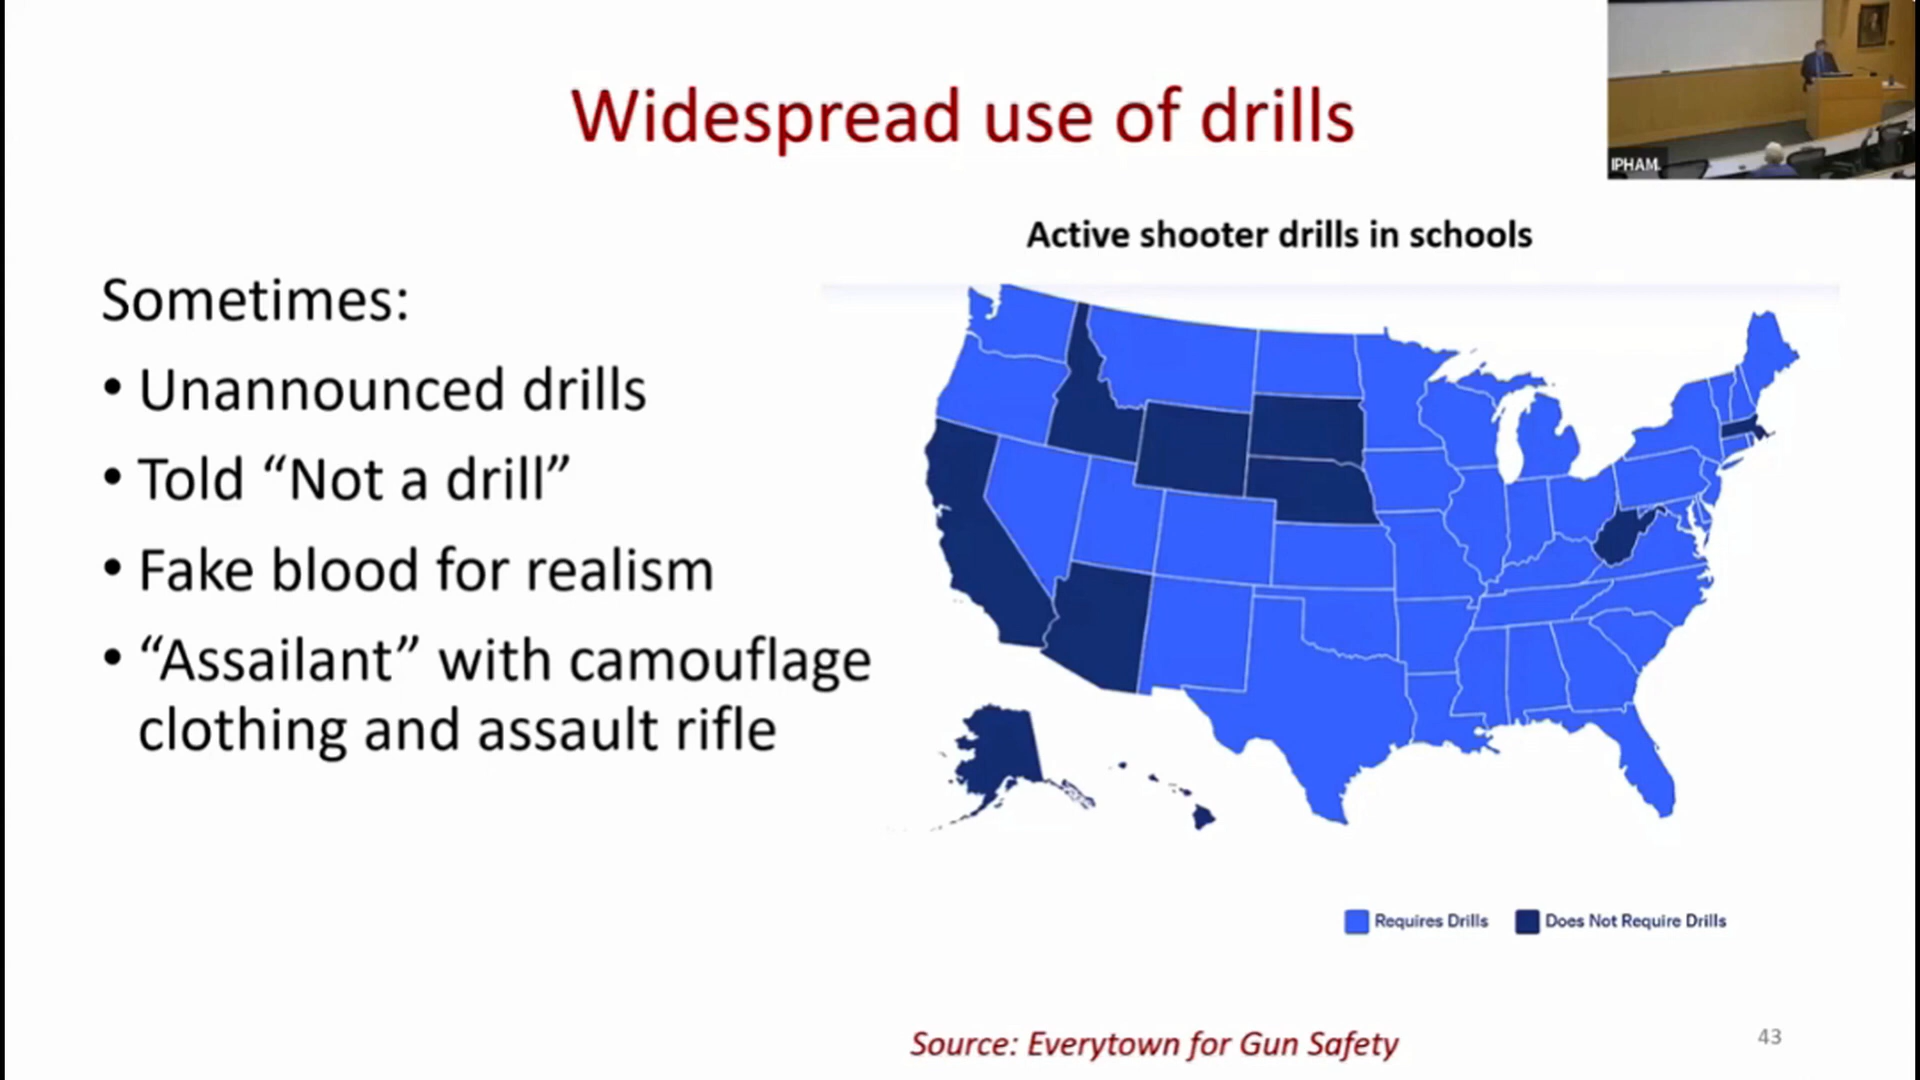 Widespread use of drills
IPHAM
Active shooter drills in schools
Sometimes:
• Unannounced drills
• Told “Not a drill”
• Fake blood for realism
• “Assailant” with camouflage
clothing and assault rifle
Requires Drills
Does Not Require Drills
Source: Everytown for Gun Safety
43